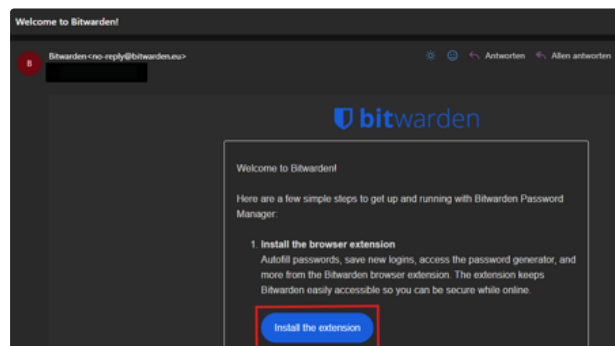 Welcome to Bitwarden!
B
Bitwarden<no-reply@bitwarden.eu>
Antworten
Allen antworten
bitwarden
Welcome to Bitwarden!
Here are a few simple steps to get up and running with Bitwarden Password
Manager:
1. Install the browser extension
Autofill passwords, save new logins, access the password generator, and
more from the Bitwarden browser extension. The extension keeps
Bitwarden easily accessible so you can be secure while online.
Install the extension